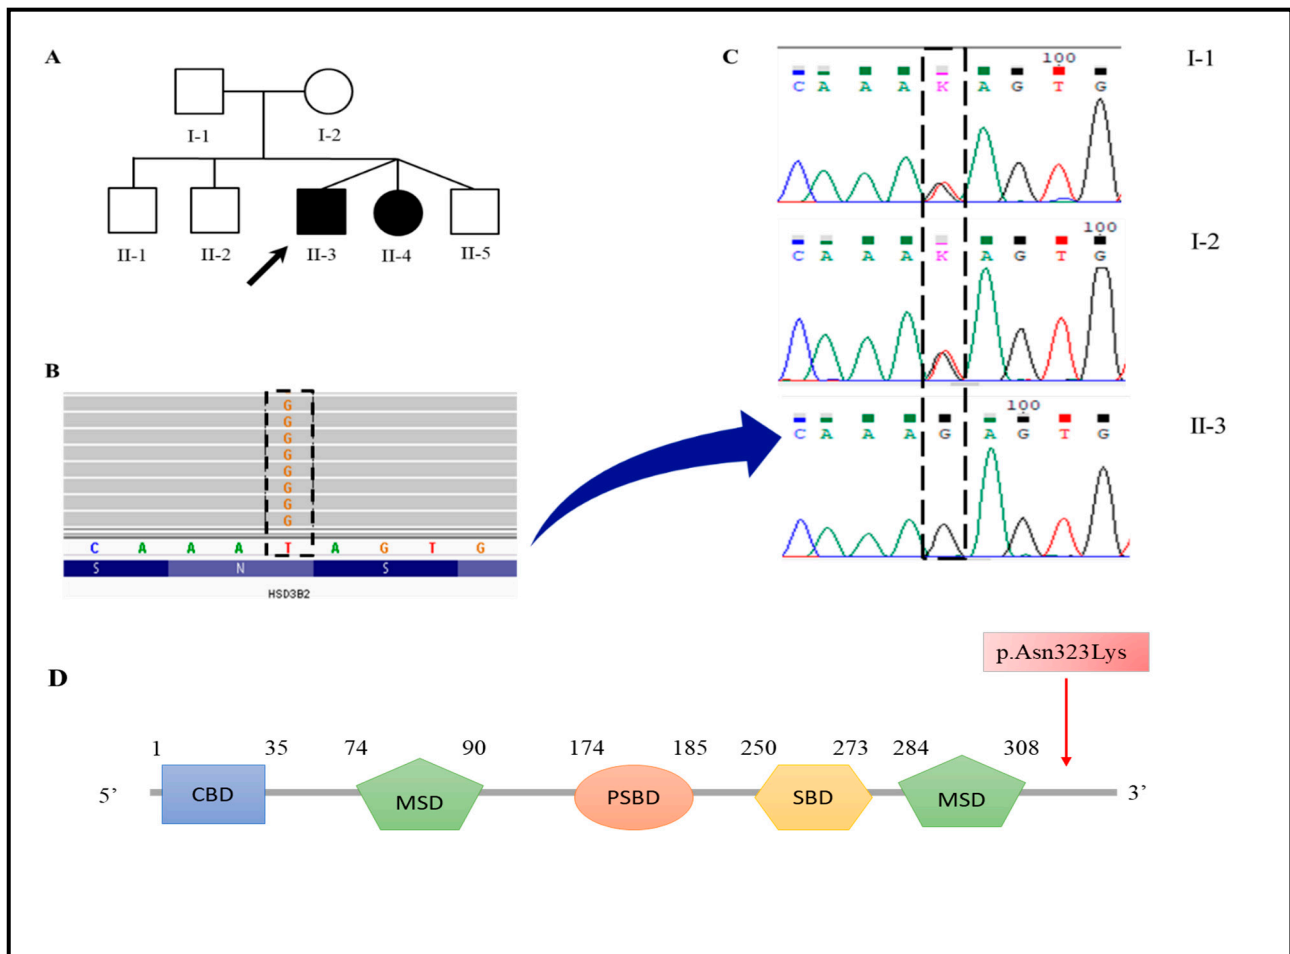 A
I-1 I-2
II-1 II-2 II-3 II-4 II-5
B
G
G
G
G
G
G
G
G
C A A A T A G T G
S N S
HSD3B2
C
100
C A A A K A G T G
I-1
100
C A A A K A G T G
I-2
100
C A A A G A G T G
II-3
D
p.Asn323Lys
1 35 74 90 174 185 250 273 284 308
5’ CBD MSD PSBD SBD MSD 3’